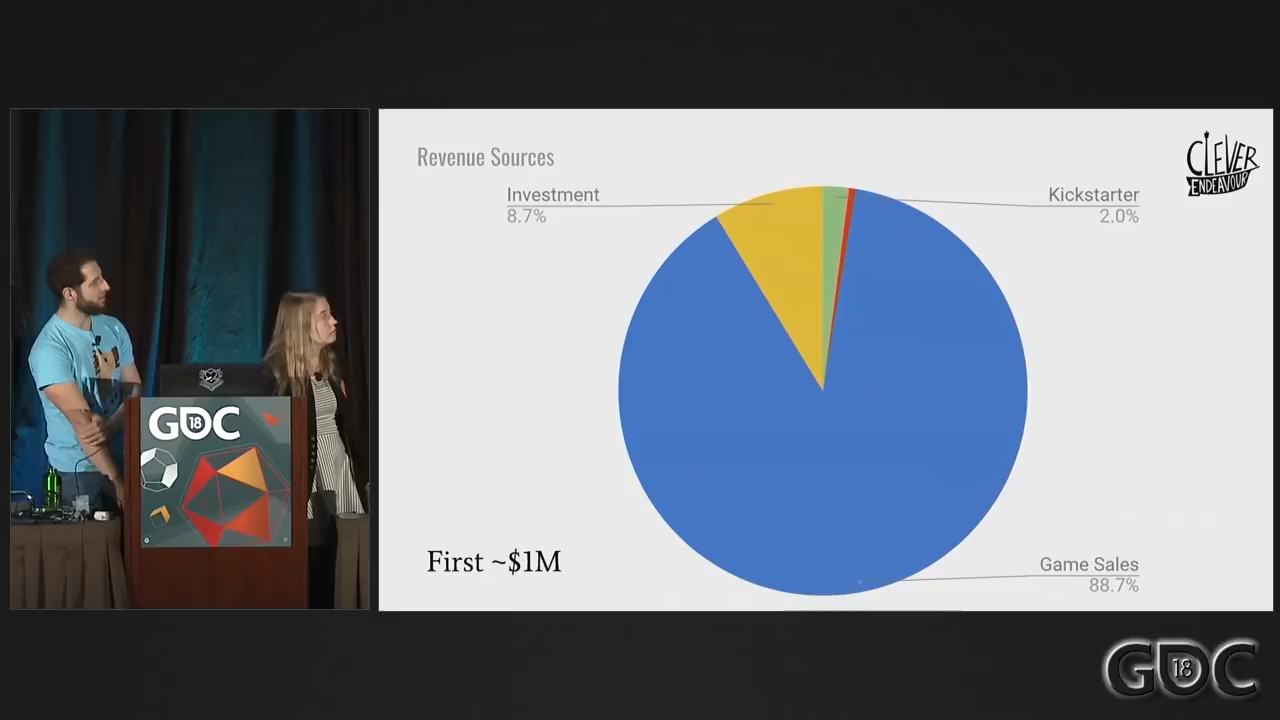 Revenue Sources
CLEVER
ENDEAVOUR
Investment
8.7%
Kickstarter
2.0%
First ~$1M
Game Sales
88.7%
GDC
18
GDC
18